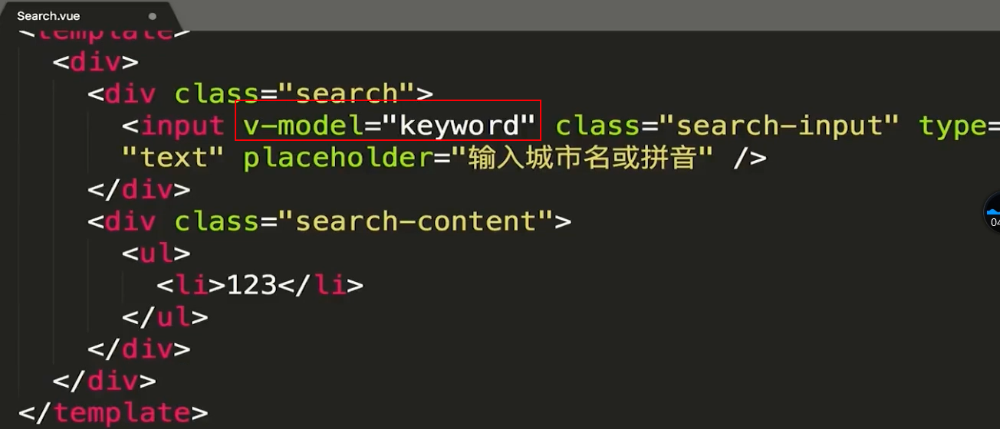 Search.vue
<template>
<div>
<div class="search">
<input v-model="keyword" class="search-input" type=
"text" placeholder="输入城市名或拼音" />
</div>
<div class="search-content">
<ul>
<li>123</li>
</ul>
</div>
</div>
</template>
04